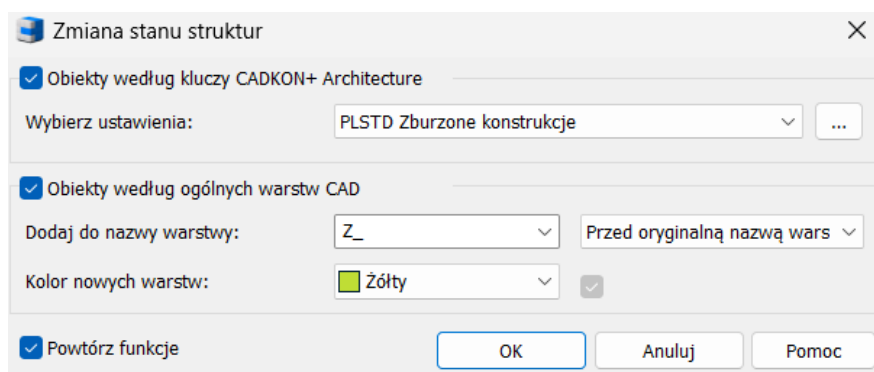 Zmiana stanu struktur
Obiekty według kluczy CADKON+ Architecture
Wybierz ustawienia: PLSTD Zburzone konstrukcje ...
Obiekty według ogólnych warstw CAD
Dodaj do nazwy warstwy: Z_ Przed oryginalną nazwą wars
Kolor nowych warstw: Żółty
Powtórz funkcje OK Anuluj Pomoc